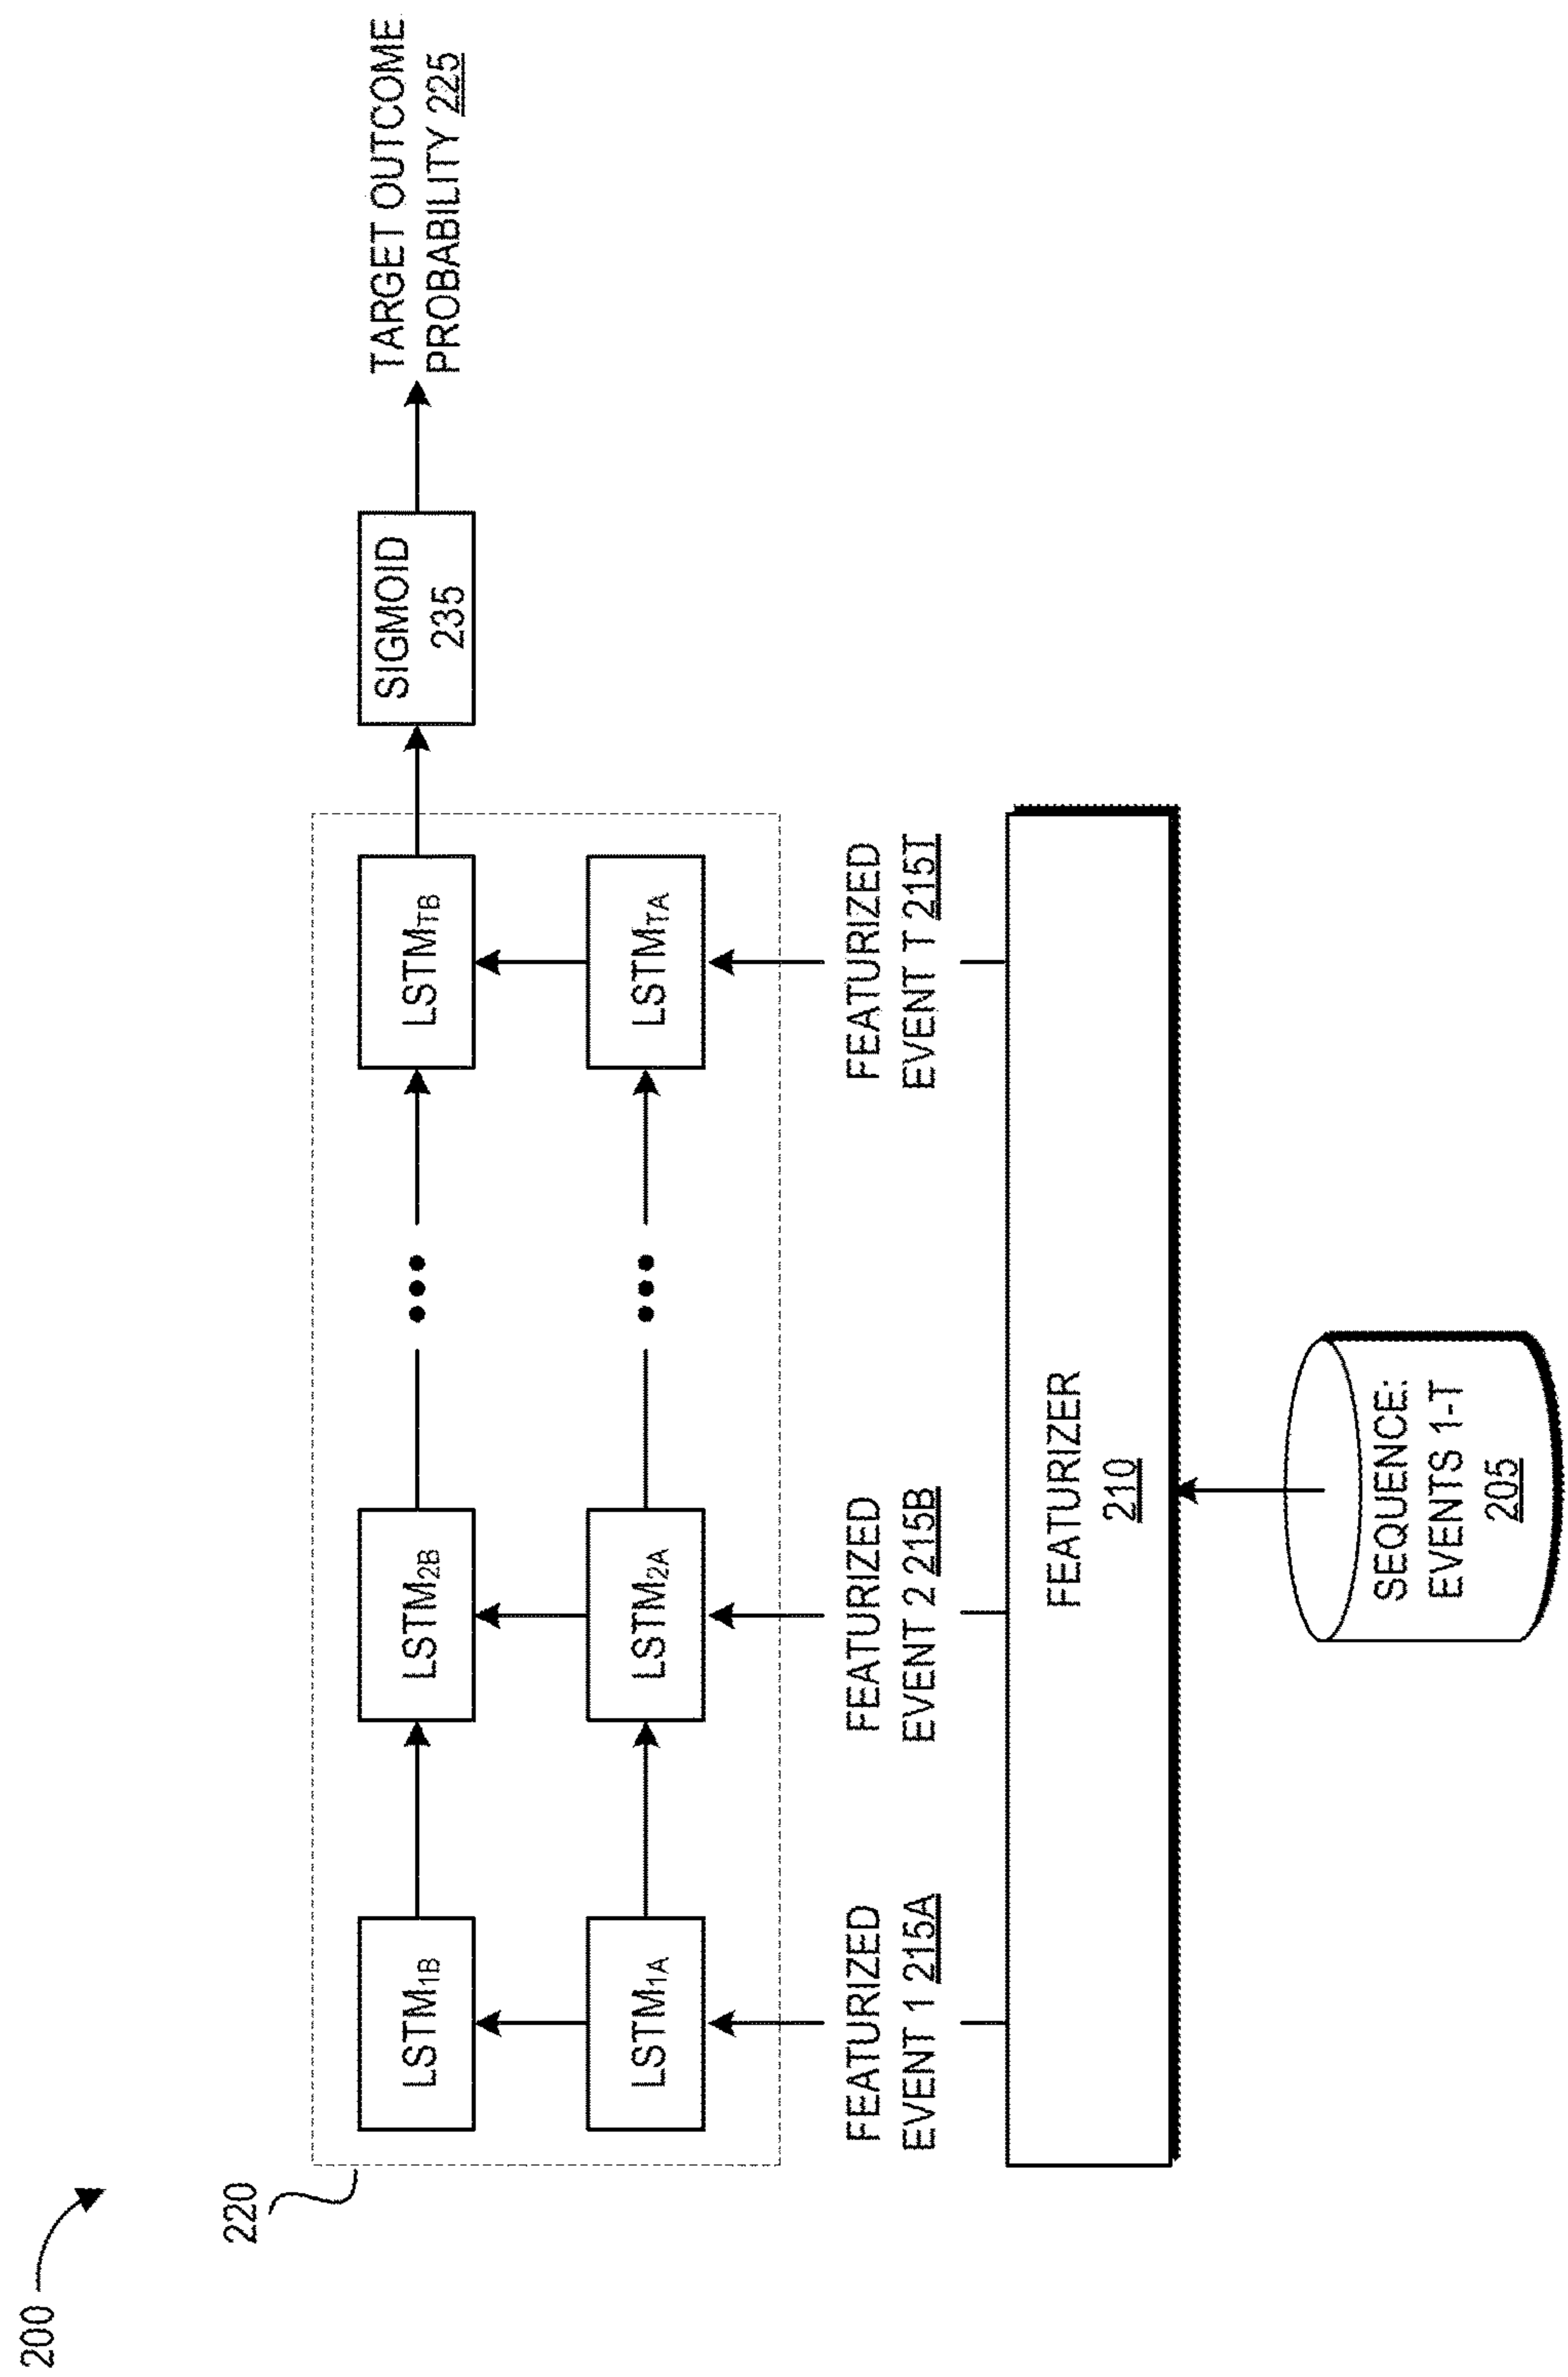 200
220
LSTM1B
LSTM2B
LSTMTB
SIGMOID
235
TARGET OUTCOME
PROBABILITY 225
LSTM1A
LSTM2A
LSTMTA
FEATURIZED
EVENT 1 215A
FEATURIZED
EVENT 2 215B
FEATURIZED
EVENT T 215T
FEATURIZER
210
SEQUENCE:
EVENTS 1-T
205